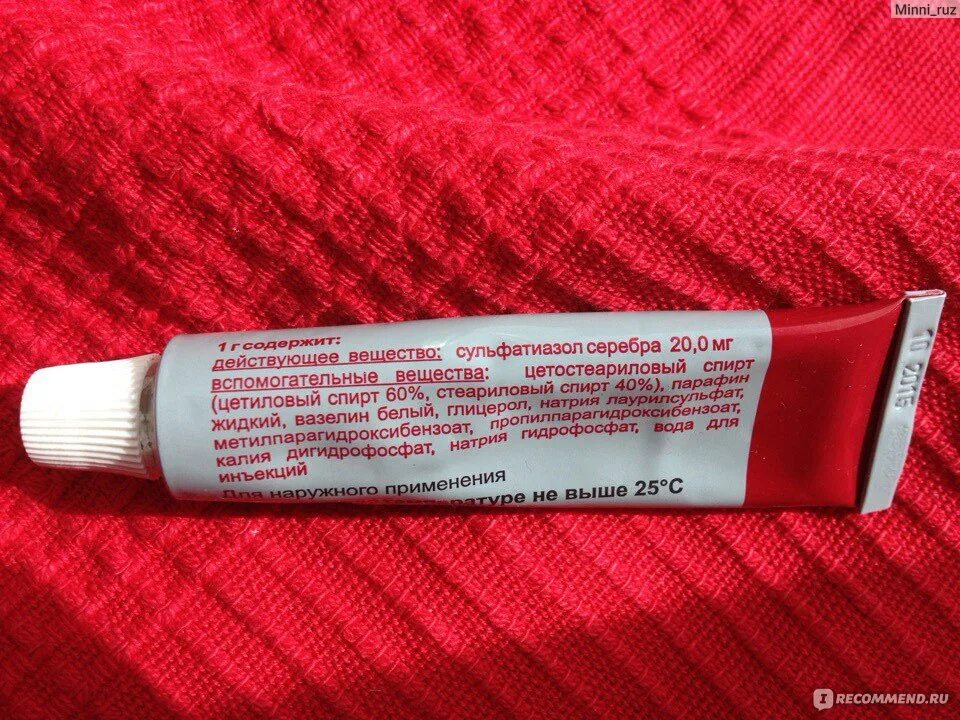 Minni_ruz
1 г содержит:
действующее вещество: сульфатиазол серебра 20,0 мг
вспомогательные вещества: цетостеариловый спирт
(цетиловый спирт 60%, стеариловый спирт 40%), парафин
жидкий, вазелин белый, глицерол, натрия лаурилсульфат,
метилпарагидроксибензоат, пропилпарагидроксибензоат,
калия дигидрофосфат, натрия гидрофосфат, вода для
инъекций
Для наружного применения
не выше 25°C
10 2015
I RECOMMEND.RU